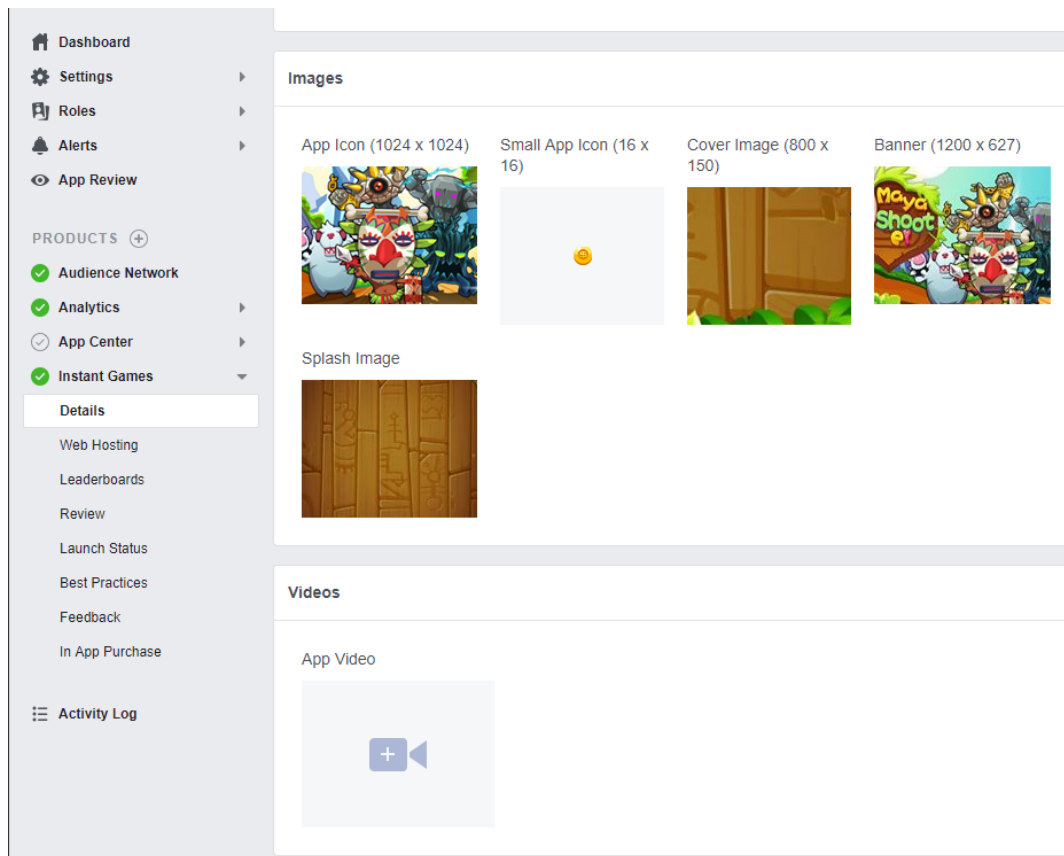 Dashboard
Settings
Roles
Alerts
App Review
PRODUCTS
Audience Network
Analytics
App Center
Instant Games
Details
Web Hosting
Leaderboards
Review
Launch Status
Best Practices
Feedback
In App Purchase
Activity Log
Images
App Icon (1024 x 1024)
Small App Icon (16 x
16)
Cover Image (800 x
150)
Banner (1200 x 627)
Maya
Shoot
er
Splash Image
Videos
App Video